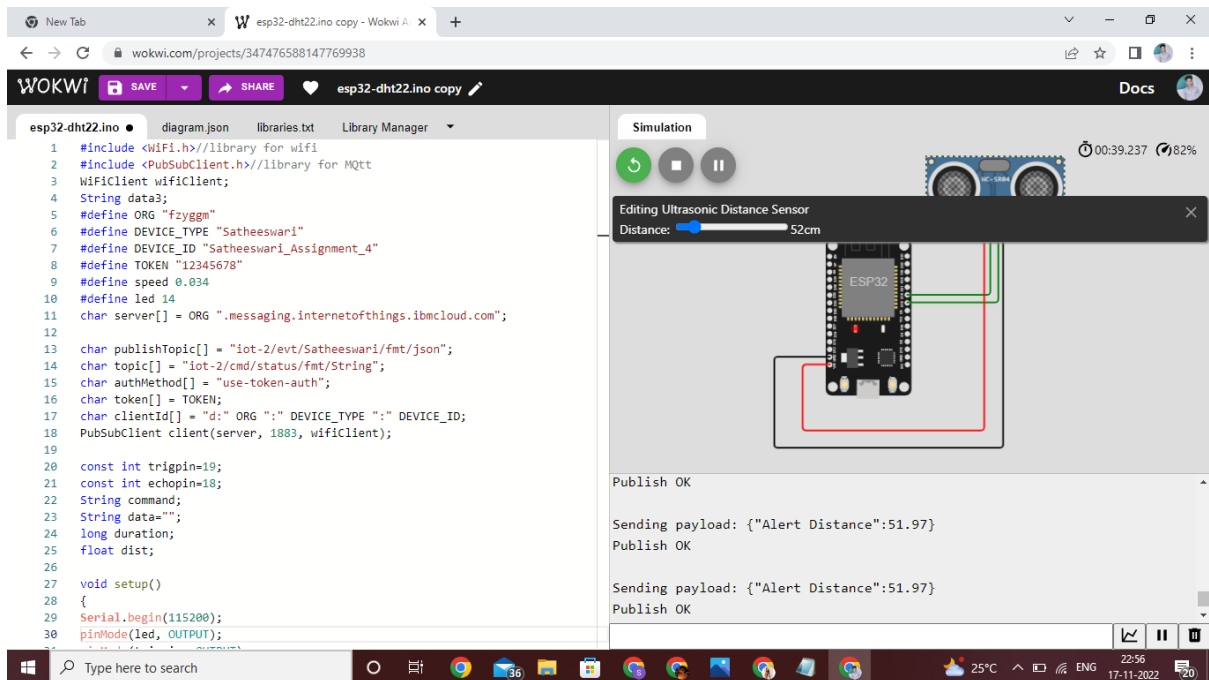 New Tab
esp32-dht22.ino copy - Wokwi A
wokwi.com/projects/347476588147769938
WOKWi SAVE SHARE esp32-dht22.ino copy Docs
esp32-dht22.ino ● diagram.json libraries.txt Library Manager
1 #include <WiFi.h>//library for wifi
2 #include <PubSubClient.h>//library for MQtt
3 WiFiClient wifiClient;
4 String data3;
5 #define ORG "fzyggm"
6 #define DEVICE_TYPE "Satheeswari"
7 #define DEVICE_ID "Satheeswari_Assignment_4"
8 #define TOKEN "12345678"
9 #define speed 0.034
10 #define led 14
11 char server[] = ORG ".messaging.internetofthings.ibmcloud.com";
12
13 char publishTopic[] = "iot-2/evt/Satheeswari/fmt/json";
14 char topic[] = "iot-2/cmd/status/fmt/String";
15 char authMethod[] = "use-token-auth";
16 char token[] = TOKEN;
17 char clientId[] = "d:" ORG ":" DEVICE_TYPE ":" DEVICE_ID;
18 PubSubClient client(server, 1883, wifiClient);
19
20 const int trigpin=19;
21 const int echopin=18;
22 String command;
23 String data="";
24 long duration;
25 float dist;
26
27 void setup()
28 {
29 Serial.begin(115200);
30 pinMode(led, OUTPUT);
Simulation
00:39.237 82%
HC-SR04
Editing Ultrasonic Distance Sensor
Distance: 52cm
ESP32
Publish OK
Sending payload: {"Alert Distance":51.97}
Publish OK
Sending payload: {"Alert Distance":51.97}
Publish OK
Type here to search
36
25°C ENG
22:56
17-11-2022
20